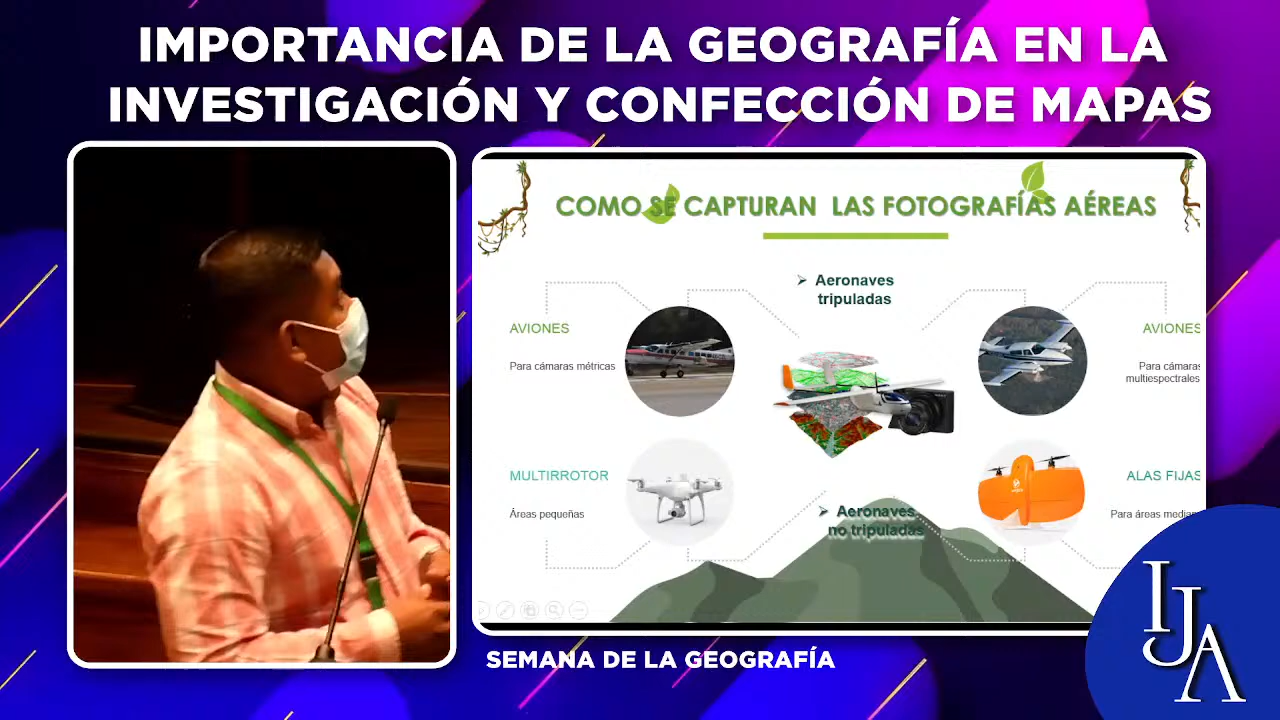 IMPORTANCIA DE LA GEOGRAFÍA EN LA
INVESTIGACIÓN Y CONFECCIÓN DE MAPAS
COMO SE CAPTURAN LAS FOTOGRAFÍAS AÉREAS
Aeronaves
tripuladas
AVIONES
Para cámaras métricas
AVIONES
Para cámaras
multiespectrales
MULTIRROTOR
Áreas pequeñas
ALAS FIJAS
Para áreas
Aeronaves
no tripuladas
SEMANA DE LA GEOGRAFÍA
IJA